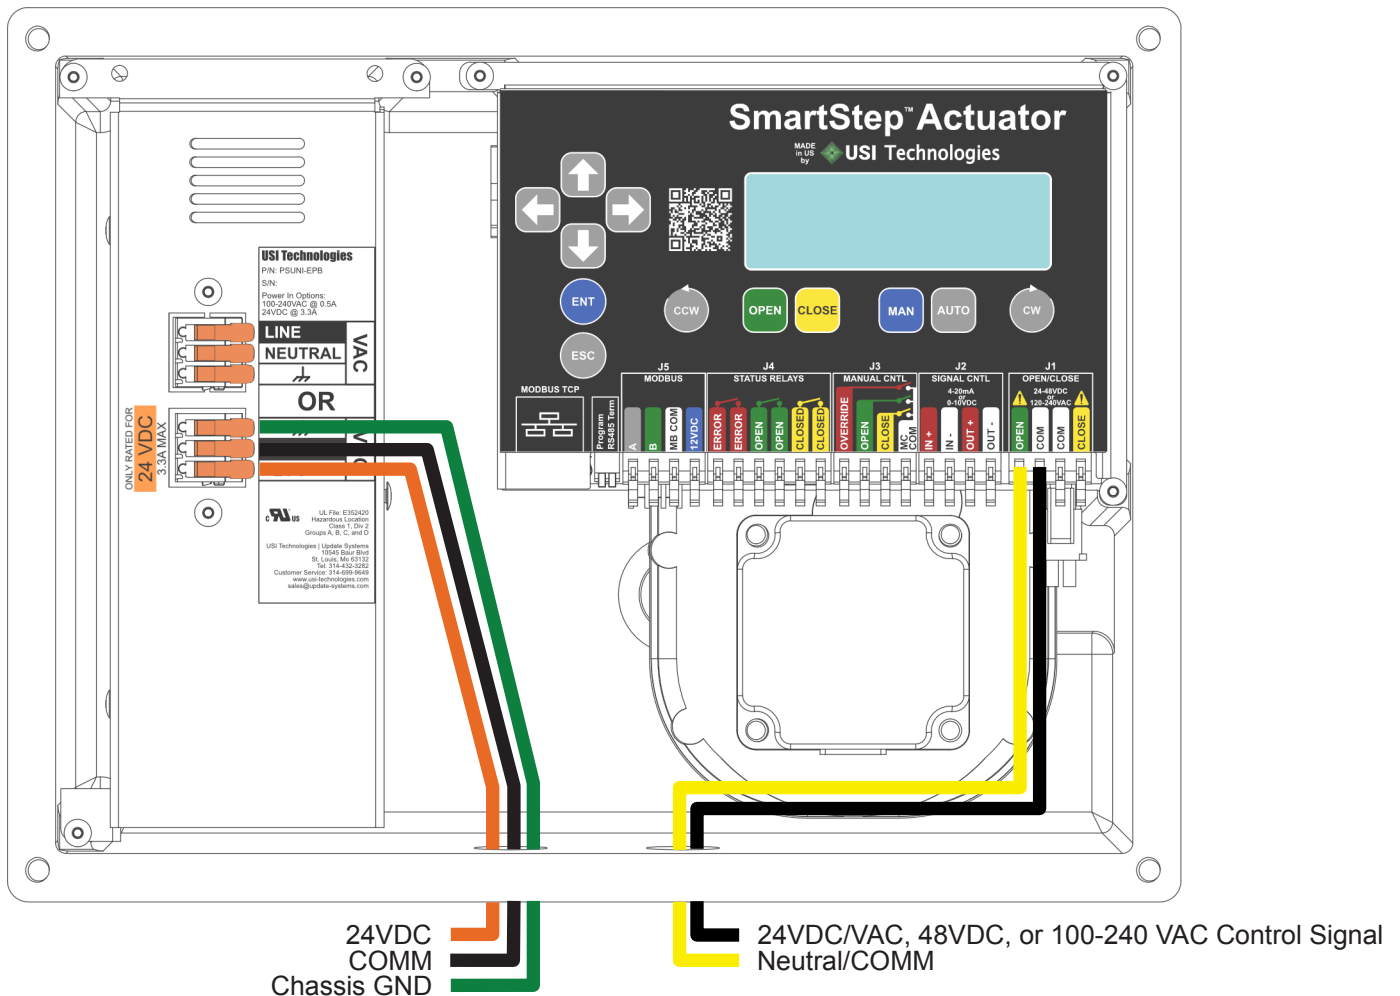 SmartStep™ Actuator
MADE
in US
by
USI Technologies
ENT
ESC
CCW
OPEN
CLOSE
MAN
AUTO
CW
MODBUS TCP
Program
RS485 Term
J5
MODBUS
A
B
MB COM
12VDC
J4
STATUS RELAYS
ERROR
ERROR
OPEN
OPEN
CLOSED
CLOSED
J3
MANUAL CNTL
OVERRIDE
OPEN
CLOSE
MC
COM
J2
SIGNAL CNTL
4-20mA
or
0-10VDC
IN +
IN -
OUT +
OUT -
J1
OPEN/CLOSE
24-48VDC
or
120-240VAC
OPEN
COM
COM
CLOSE
USI Technologies
P/N: PSUNI-EPB
S/N:
Power In Options:
100-240VAC @ 0.5A
24VDC @ 3.3A
LINE
NEUTRAL
VAC
OR
ONLY RATED FOR
24 VDC
3.3A MAX
C UL US
UL File: E352420
Hazardous Location
Class 1, Div 2
Groups A, B, C, and D
USI Technologies | Update Systems
10545 Baur Blvd
St. Louis, Mo 63132
Tel: 314-432-3282
Customer Service: 314-699-9649
www.usi-technologies.com
sales@update-systems.com
24VDC
COMM
Chassis GND
24VDC/VAC, 48VDC, or 100-240 VAC Control Signal
Neutral/COMM